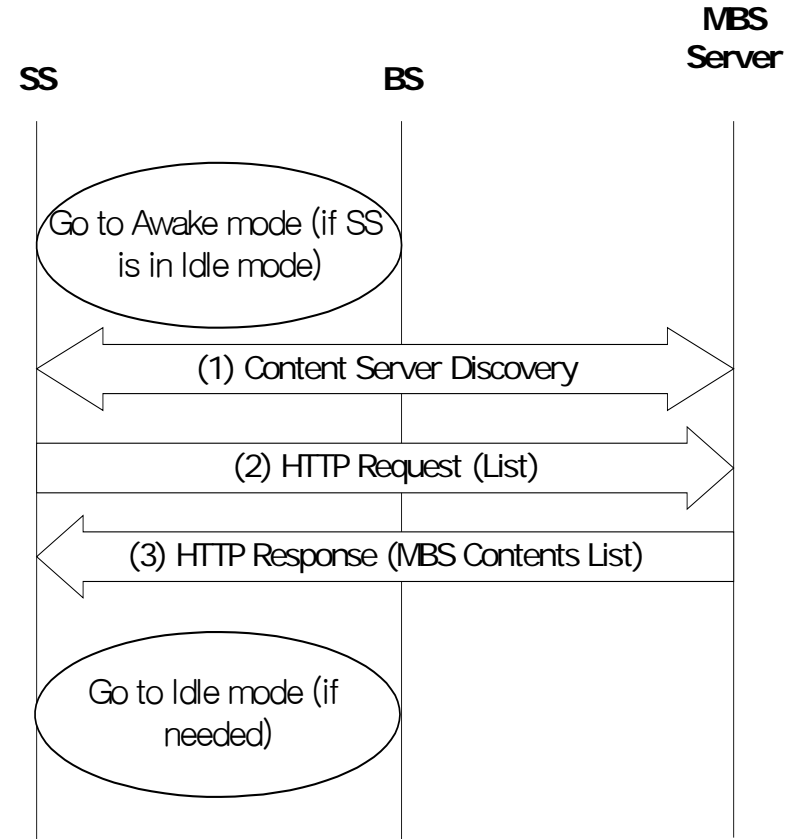 MBS
Server
SS
BS
Go to Awake mode (if SS
is in Idle mode)
(1) Content Server Discovery
(2) HTTP Request (List)
(3) HTTP Response (MBS Contents List)
Go to Idle mode (if
needed)